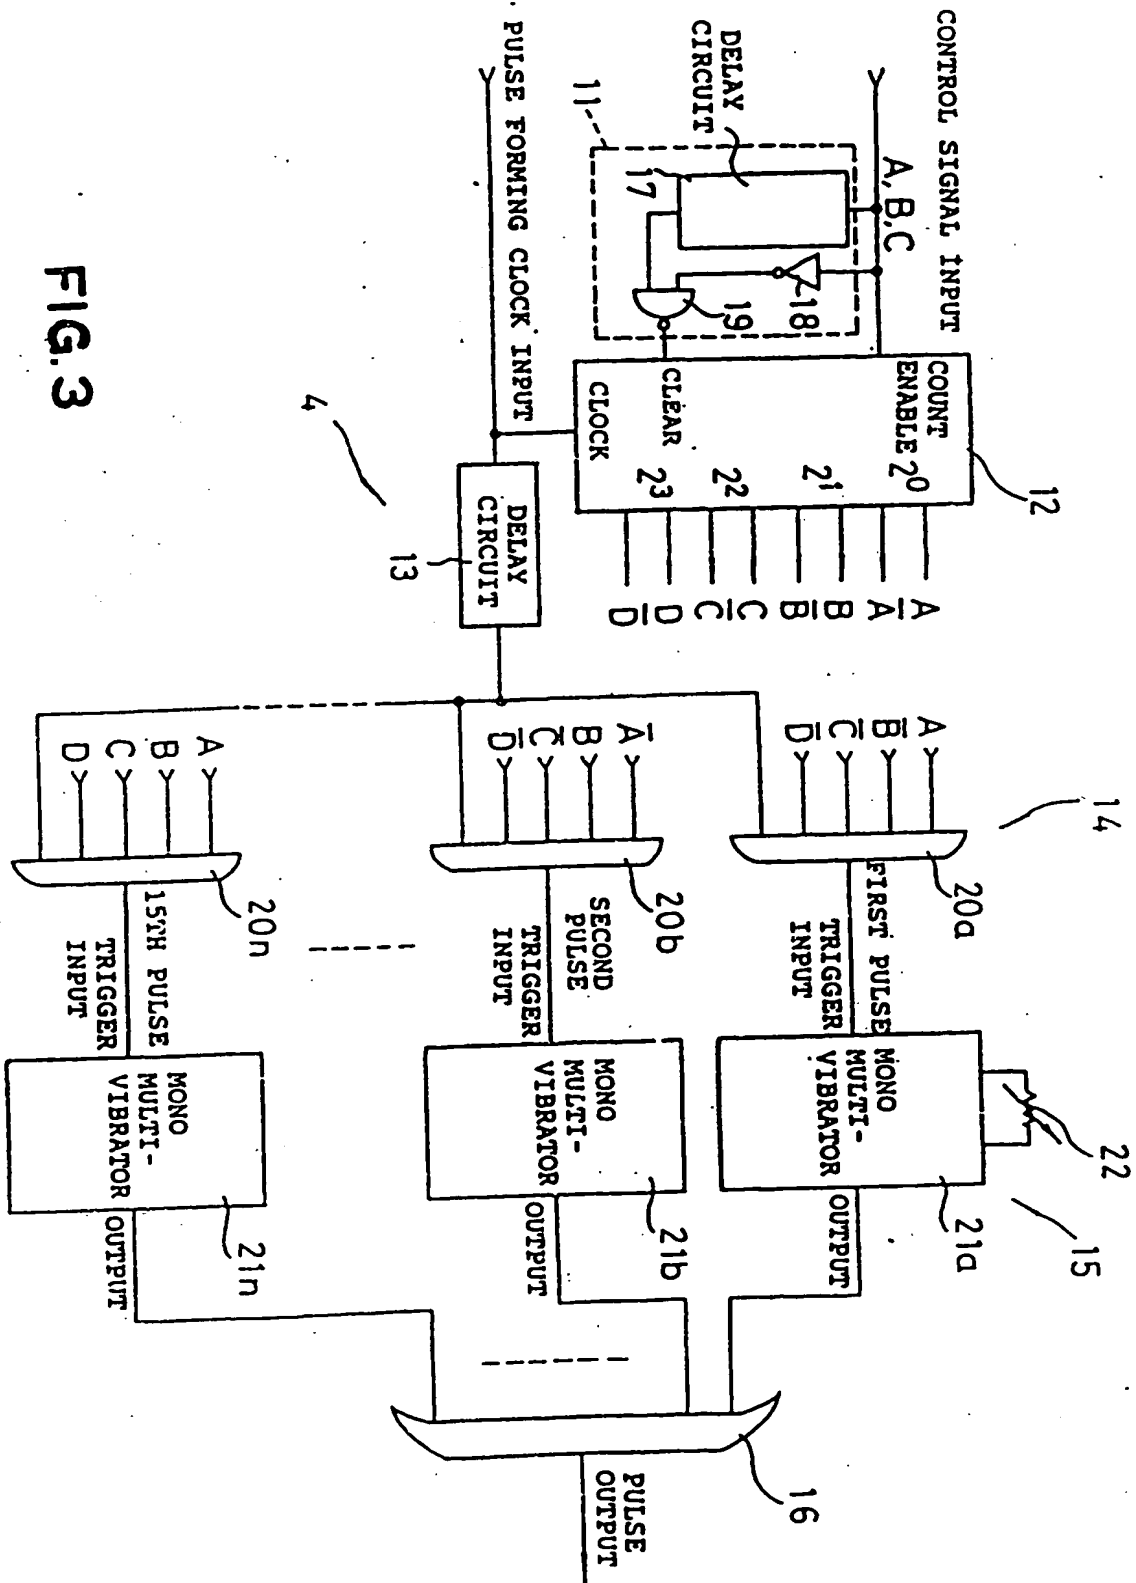 CONTROL SIGNAL INPUT
A, B, C
DELAY
CIRCUIT
11
17
18
19
COUNT
ENABLE
CLEAR
CLOCK
2⁰
2¹
2²
2³
12
A̅
A
B
B̅
C
C̅
D
D̅
PULSE FORMING CLOCK INPUT
DELAY
CIRCUIT
13
4
14
A
B̅
C̅
D̅
20a
FIRST PULSE
TRIGGER
INPUT
MONO
MULTI-
VIBRATOR
22
21a
15
OUTPUT
A̅
B
C̅
D̅
20b
SECOND
PULSE
TRIGGER
INPUT
MONO
MULTI-
VIBRATOR
21b
OUTPUT
A
B
C
D
20n
15TH PULSE
TRIGGER
INPUT
MONO
MULTI-
VIBRATOR
21n
OUTPUT
16
PULSE
OUTPUT
FIG. 3